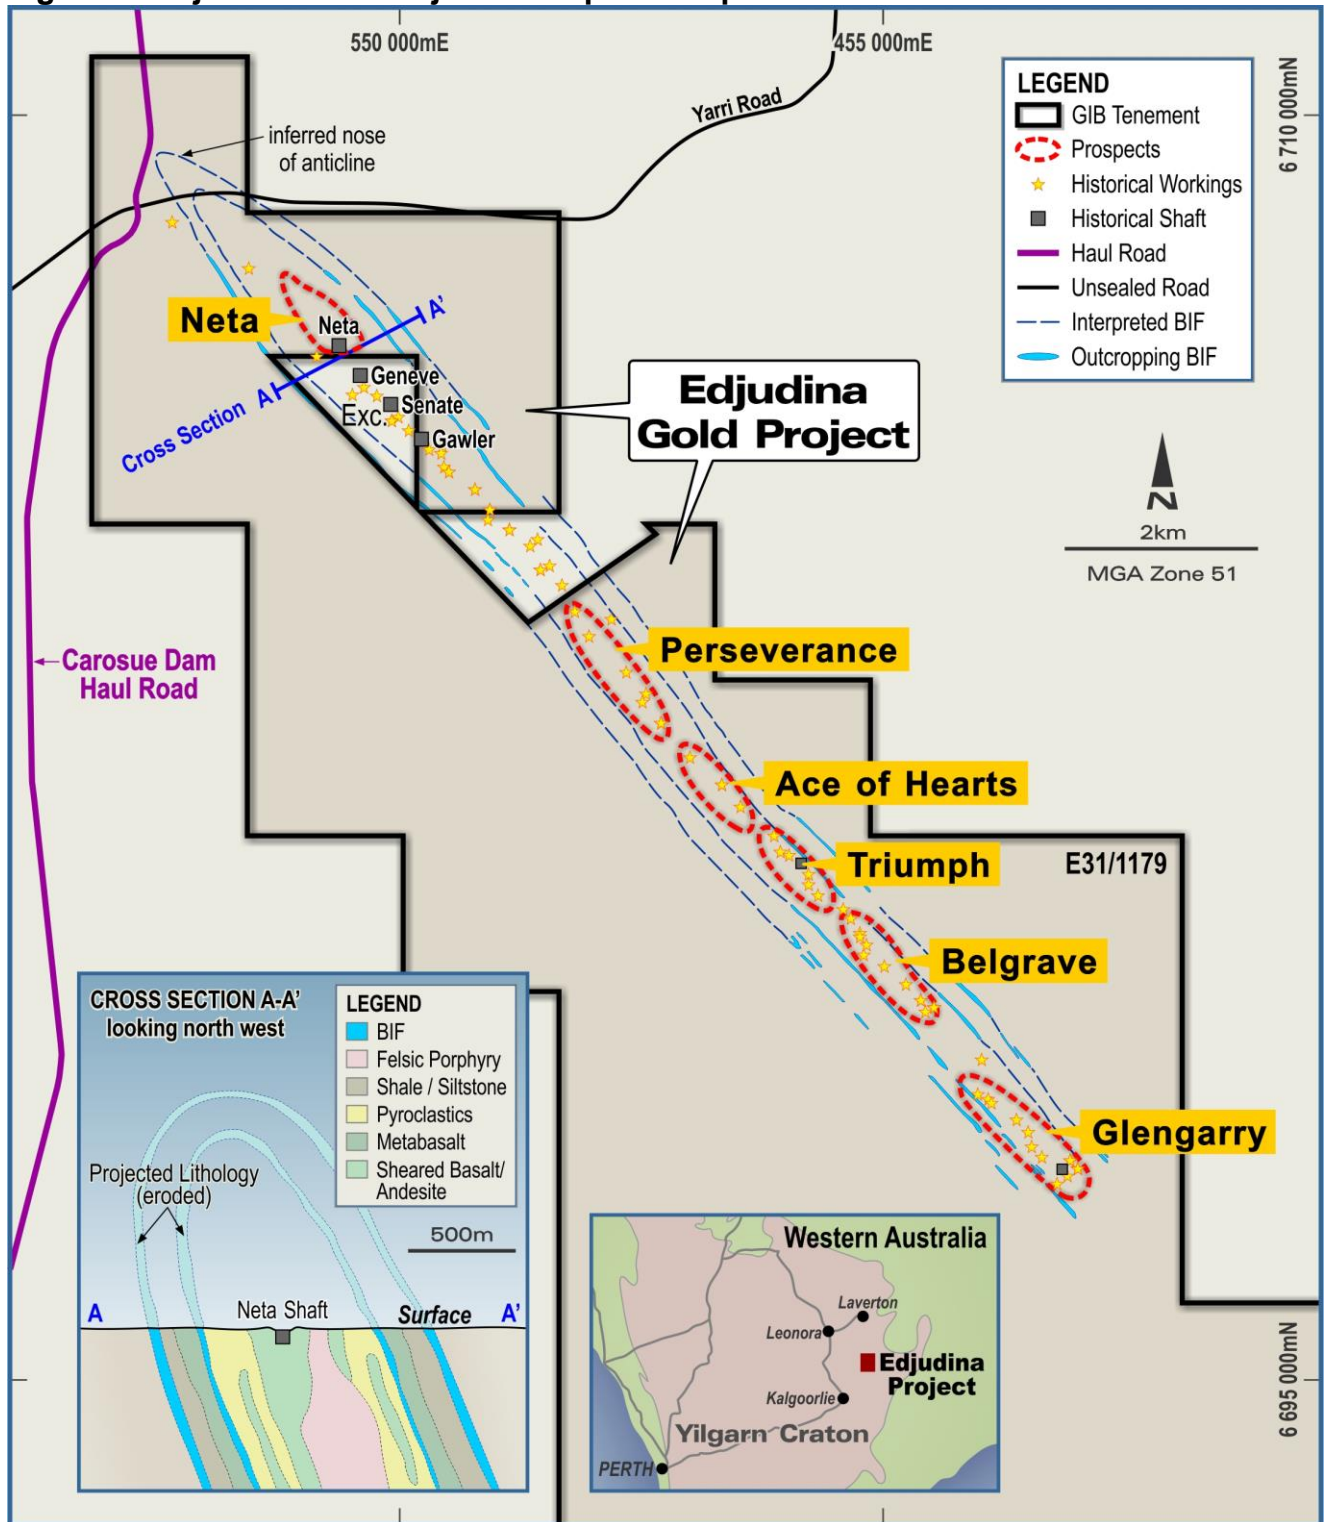 550 000mE
455 000mE
6 710 000mN
Yarri Road
inferred nose
of anticline
LEGEND
GIB Tenement
Prospects
Historical Workings
Historical Shaft
Haul Road
Unsealed Road
Interpreted BIF
Outcropping BIF
Neta
Neta
A'
Geneve
Cross Section A
Exc.
Senate
Gawler
Edjudina
Gold Project
N
2km
MGA Zone 51
Carosue Dam
Haul Road
Perseverance
Ace of Hearts
Triumph
E31/1179
Belgrave
Glengarry
CROSS SECTION A-A'
looking north west
LEGEND
BIF
Felsic Porphyry
Shale / Siltstone
Pyroclastics
Metabasalt
Sheared Basalt/
Andesite
500m
Projected Lithology
(eroded)
A
Neta Shaft
Surface
A'
Western Australia
Laverton
Leonora
Edjudina
Project
Kalgoorlie
Yilgarn Craton
PERTH
6 695 000mN